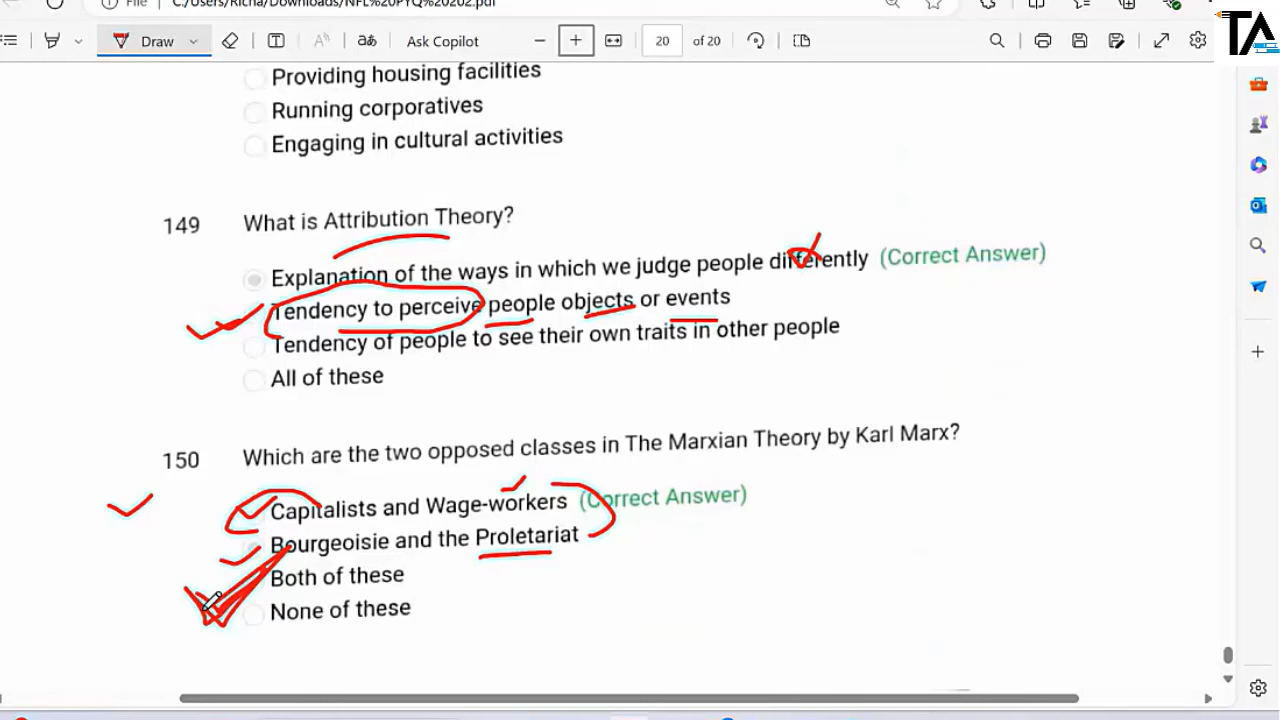 File
C:/Users/Richa/Downloads/NFL%20PYQ%202.pdf
Draw
Ask Copilot
20 of 20
TA
Providing housing facilities
Running corporatives
Engaging in cultural activities
149 What is Attribution Theory?
Explanation of the ways in which we judge people differently (Correct Answer)
Tendency to perceive people objects or events
Tendency of people to see their own traits in other people
All of these
150 Which are the two opposed classes in The Marxian Theory by Karl Marx?
Capitalists and Wage-workers (Correct Answer)
Bourgeoisie and the Proletariat
Both of these
None of these